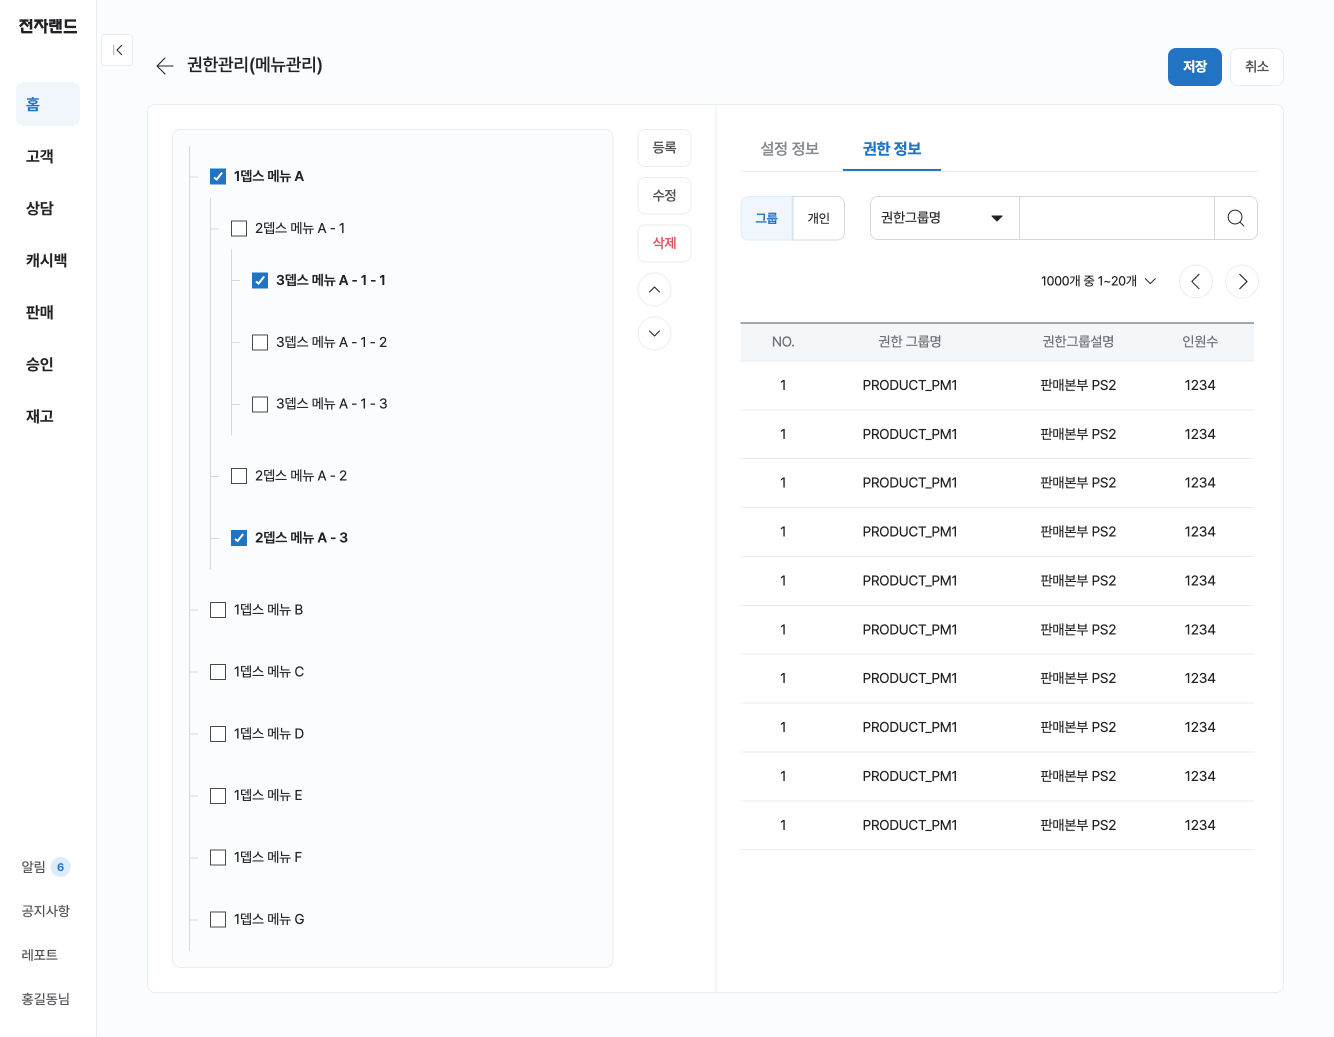 전자랜드
홈
고객
상담
캐시백
판매
승인
재고
알림 6
공지사항
레포트
홍길동님
권한관리(메뉴관리)
저장
취소
1뎁스 메뉴 A
2뎁스 메뉴 A - 1
3뎁스 메뉴 A - 1 - 1
3뎁스 메뉴 A - 1 - 2
3뎁스 메뉴 A - 1 - 3
2뎁스 메뉴 A - 2
2뎁스 메뉴 A - 3
1뎁스 메뉴 B
1뎁스 메뉴 C
1뎁스 메뉴 D
1뎁스 메뉴 E
1뎁스 메뉴 F
1뎁스 메뉴 G
등록
수정
삭제
설정 정보 권한 정보
그룹 개인 권한그룹명
1000개 중 1~20개
NO. 권한 그룹명 권한그룹설명 인원수
1 PRODUCT_PM1 판매본부 PS2 1234
1 PRODUCT_PM1 판매본부 PS2 1234
1 PRODUCT_PM1 판매본부 PS2 1234
1 PRODUCT_PM1 판매본부 PS2 1234
1 PRODUCT_PM1 판매본부 PS2 1234
1 PRODUCT_PM1 판매본부 PS2 1234
1 PRODUCT_PM1 판매본부 PS2 1234
1 PRODUCT_PM1 판매본부 PS2 1234
1 PRODUCT_PM1 판매본부 PS2 1234
1 PRODUCT_PM1 판매본부 PS2 1234